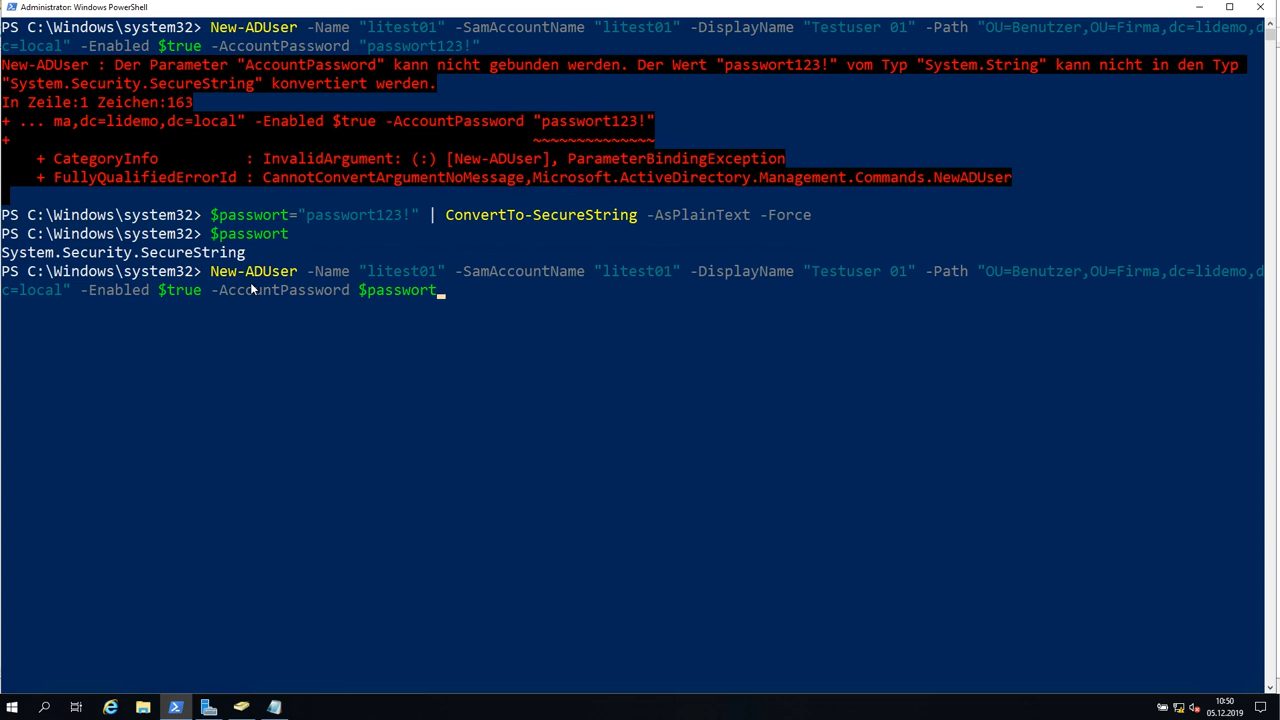 Administrator: Windows PowerShell
PS C:\Windows\system32> New-ADUser -Name "litest01" -SamAccountName "litest01" -DisplayName "Testuser 01" -Path "OU=Benutzer,OU=Firma,dc=lidemo,d
c=local" -Enabled $true -AccountPassword "passwort123!"
New-ADUser : Der Parameter "AccountPassword" kann nicht gebunden werden. Der Wert "passwort123!" vom Typ "System.String" kann nicht in den Typ
"System.Security.SecureString" konvertiert werden.
In Zeile:1 Zeichen:163
+ ... ma,dc=lidemo,dc=local" -Enabled $true -AccountPassword "passwort123!"
+                                                            ~~~~~~~~~~~~~~
    + CategoryInfo          : InvalidArgument: (:) [New-ADUser], ParameterBindingException
    + FullyQualifiedErrorId : CannotConvertArgumentNoMessage,Microsoft.ActiveDirectory.Management.Commands.NewADUser
PS C:\Windows\system32> $passwort="passwort123!" | ConvertTo-SecureString -AsPlainText -Force
PS C:\Windows\system32> $passwort
System.Security.SecureString
PS C:\Windows\system32> New-ADUser -Name "litest01" -SamAccountName "litest01" -DisplayName "Testuser 01" -Path "OU=Benutzer,OU=Firma,dc=lidemo,d
c=local" -Enabled $true -AccountPassword $passwort
10:50
05.12.2019